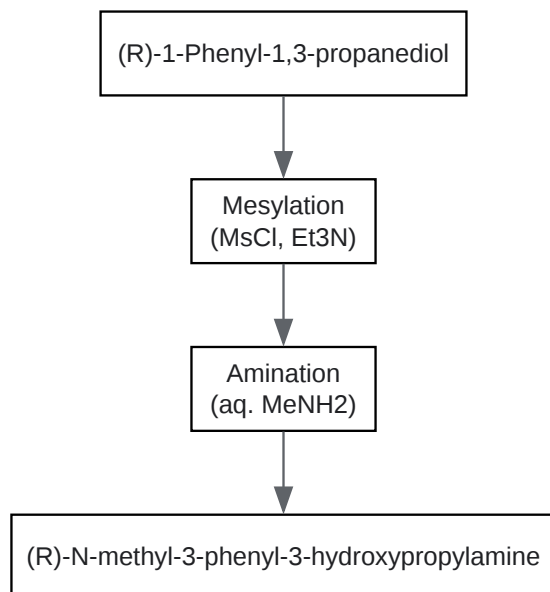 (R)-1-Phenyl-1,3-propanediol
Mesylation
(MsCl, Et3N)
Amination
(aq. MeNH2)
(R)-N-methyl-3-phenyl-3-hydroxypropylamine